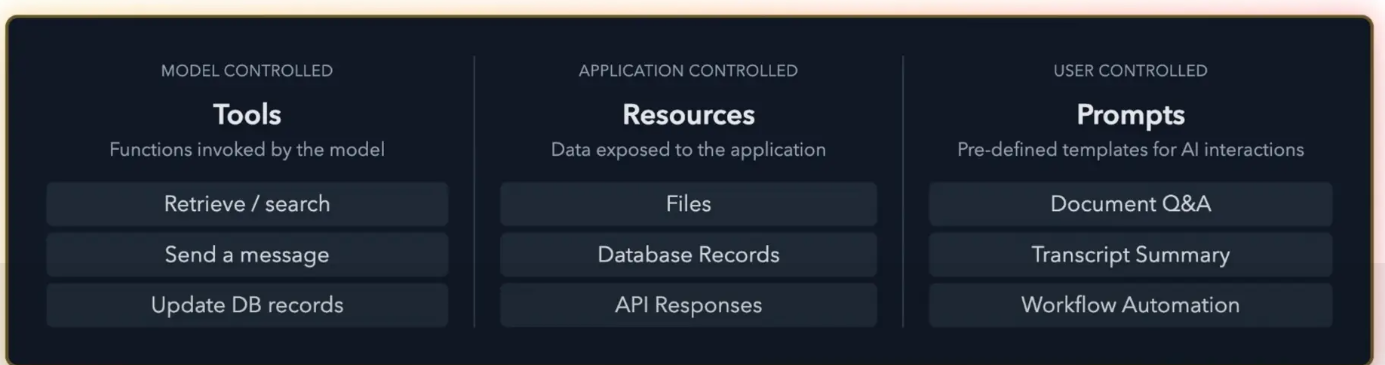 MODEL CONTROLLED
Tools
Functions invoked by the model
Retrieve / search
Send a message
Update DB records
APPLICATION CONTROLLED
Resources
Data exposed to the application
Files
Database Records
API Responses
USER CONTROLLED
Prompts
Pre-defined templates for AI interactions
Document Q&A
Transcript Summary
Workflow Automation